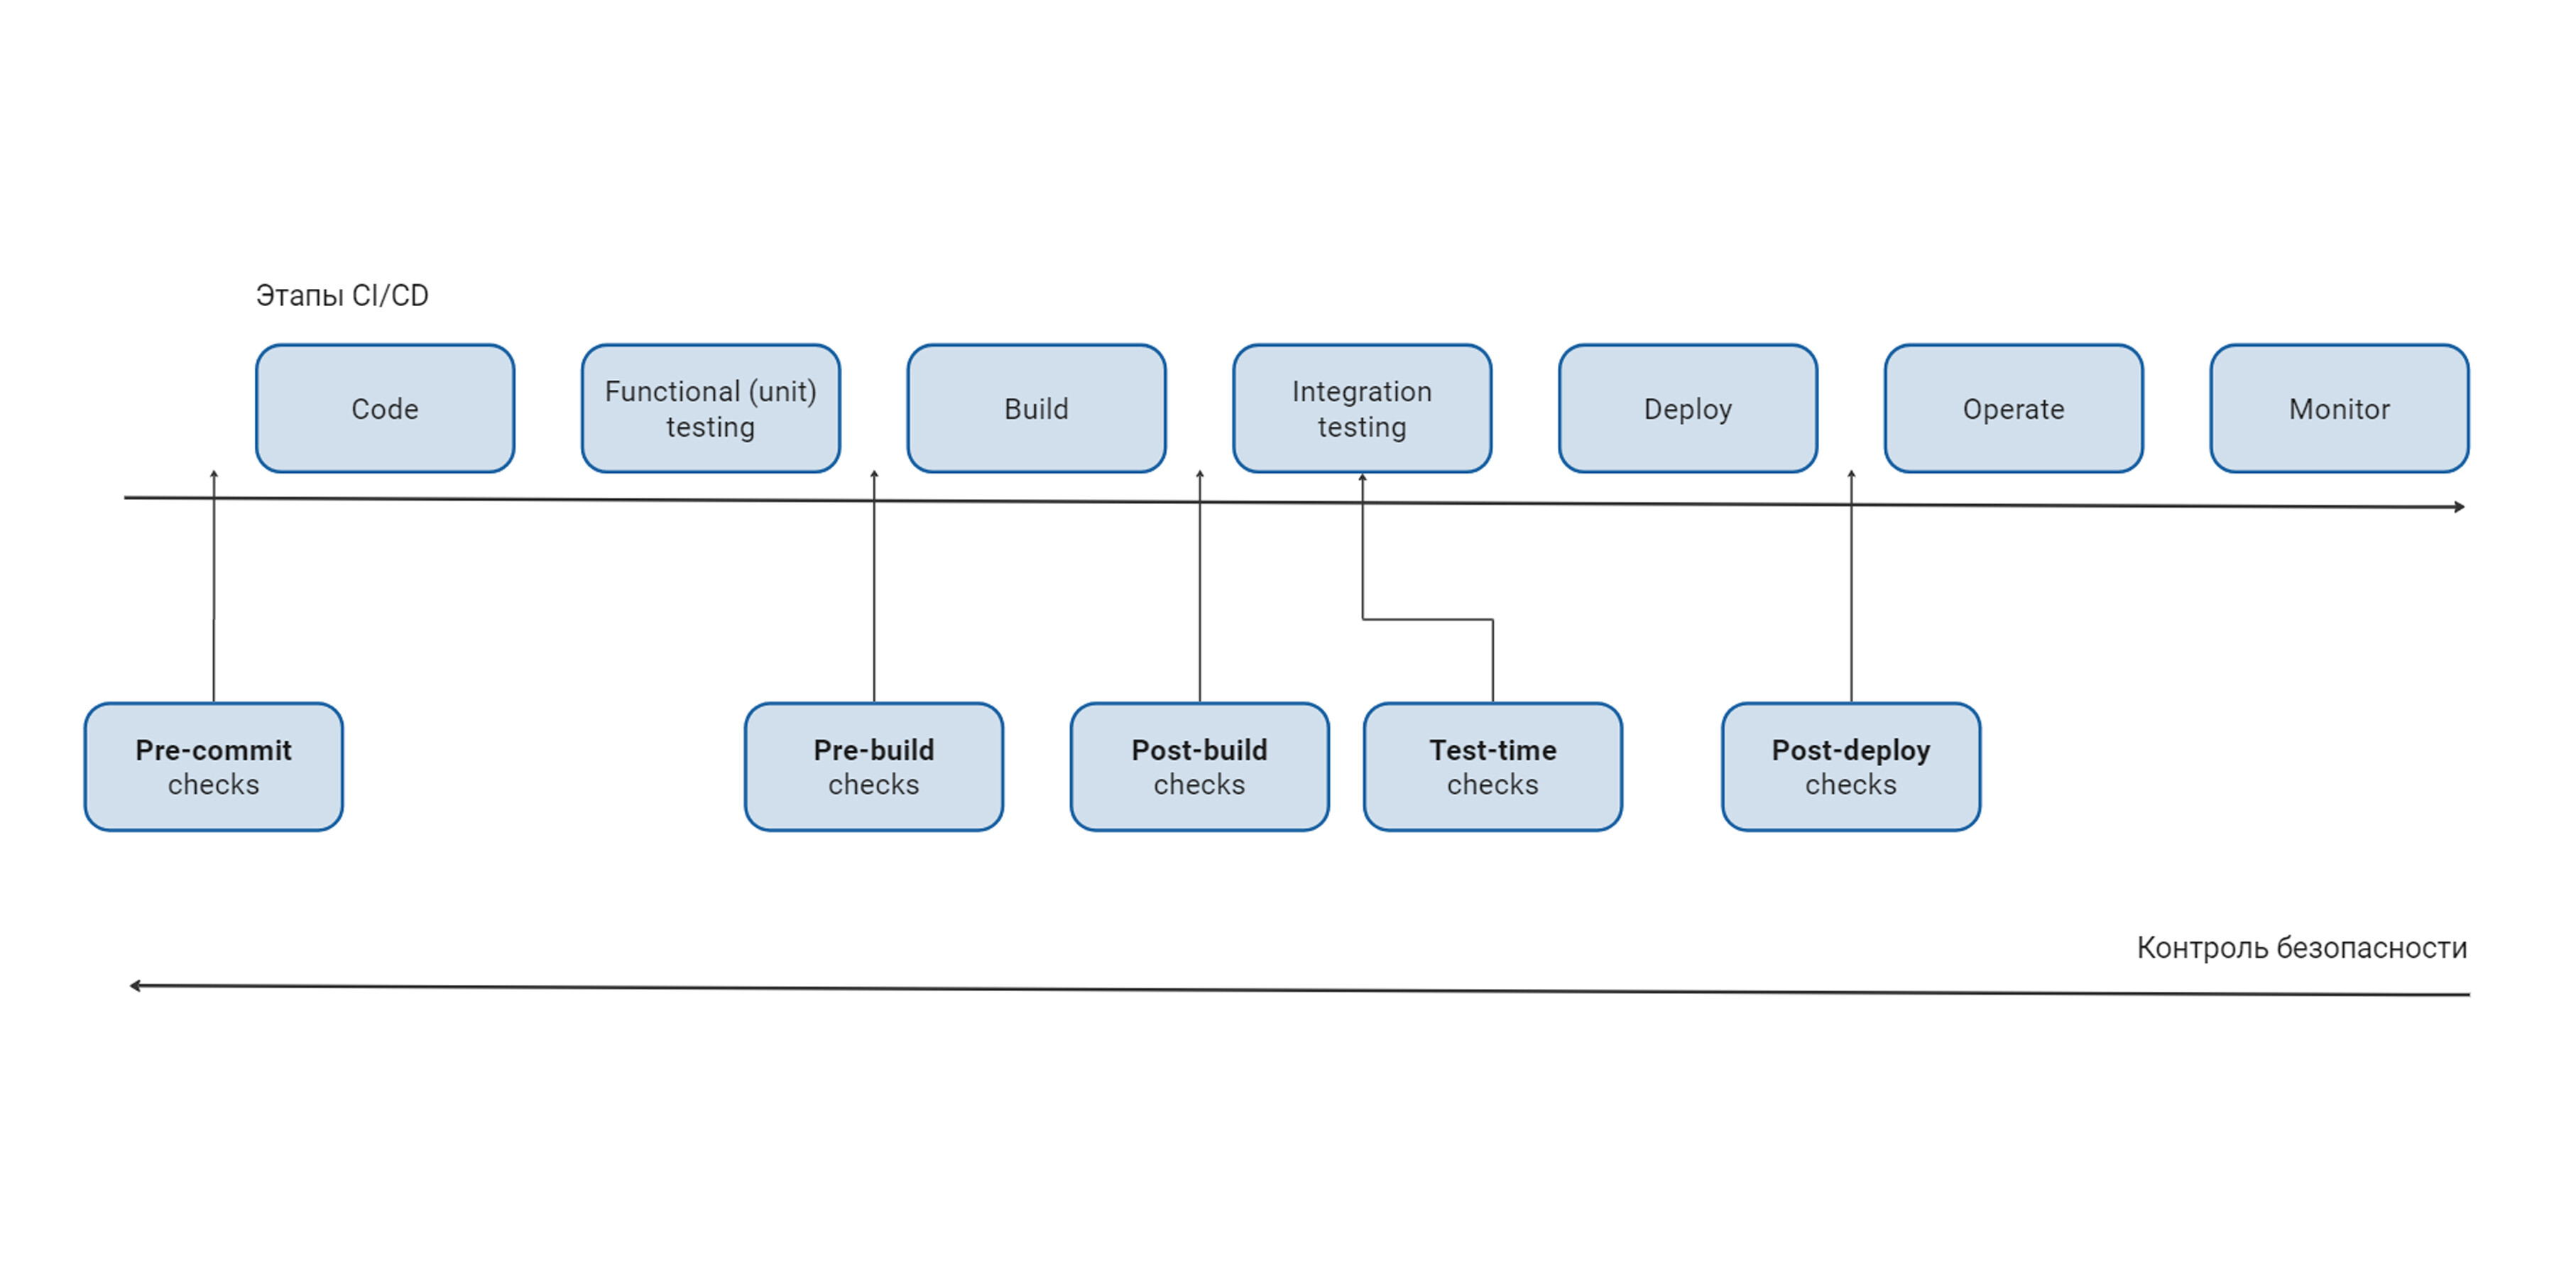 Этапы CI/CD
Code
Functional (unit)
testing
Build
Integration
testing
Deploy
Operate
Monitor
Pre-commit
checks
Pre-build
checks
Post-build
checks
Test-time
checks
Post-deploy
checks
Контроль безопасности